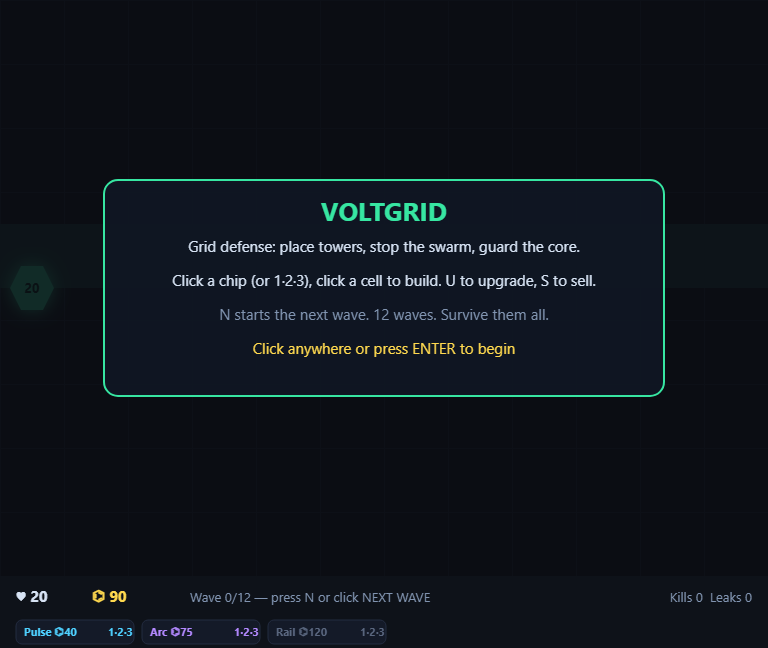 VOLTGRID
Grid defense: place towers, stop the swarm, guard the core.
Click a chip (or 1·2·3), click a cell to build. U to upgrade, S to sell.
20
N starts the next wave. 12 waves. Survive them all.
Click anywhere or press ENTER to begin
♥ 20 ⌬ 90 Wave 0/12 — press N or click NEXT WAVE Kills 0 Leaks 0
Pulse ⌬40 1·2·3 Arc ⌬75 1·2·3 Rail ⌬120 1·2·3